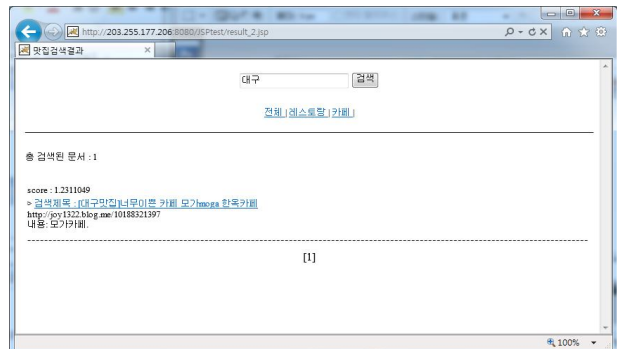 http://203.255.177.206:8080/JSPtest/result_2.jsp
맛집검색결과
대구 검색
전체 | 레스토랑 | 카페 |
총 검색된 문서 : 1
score : 1.2311049
▷ 검색제목 : [대구맛집]너무이쁜 카페 모가moga 한옥카페
http://joy1322.blog.me/10188321397
내용: 모가카페.
[1]
100%